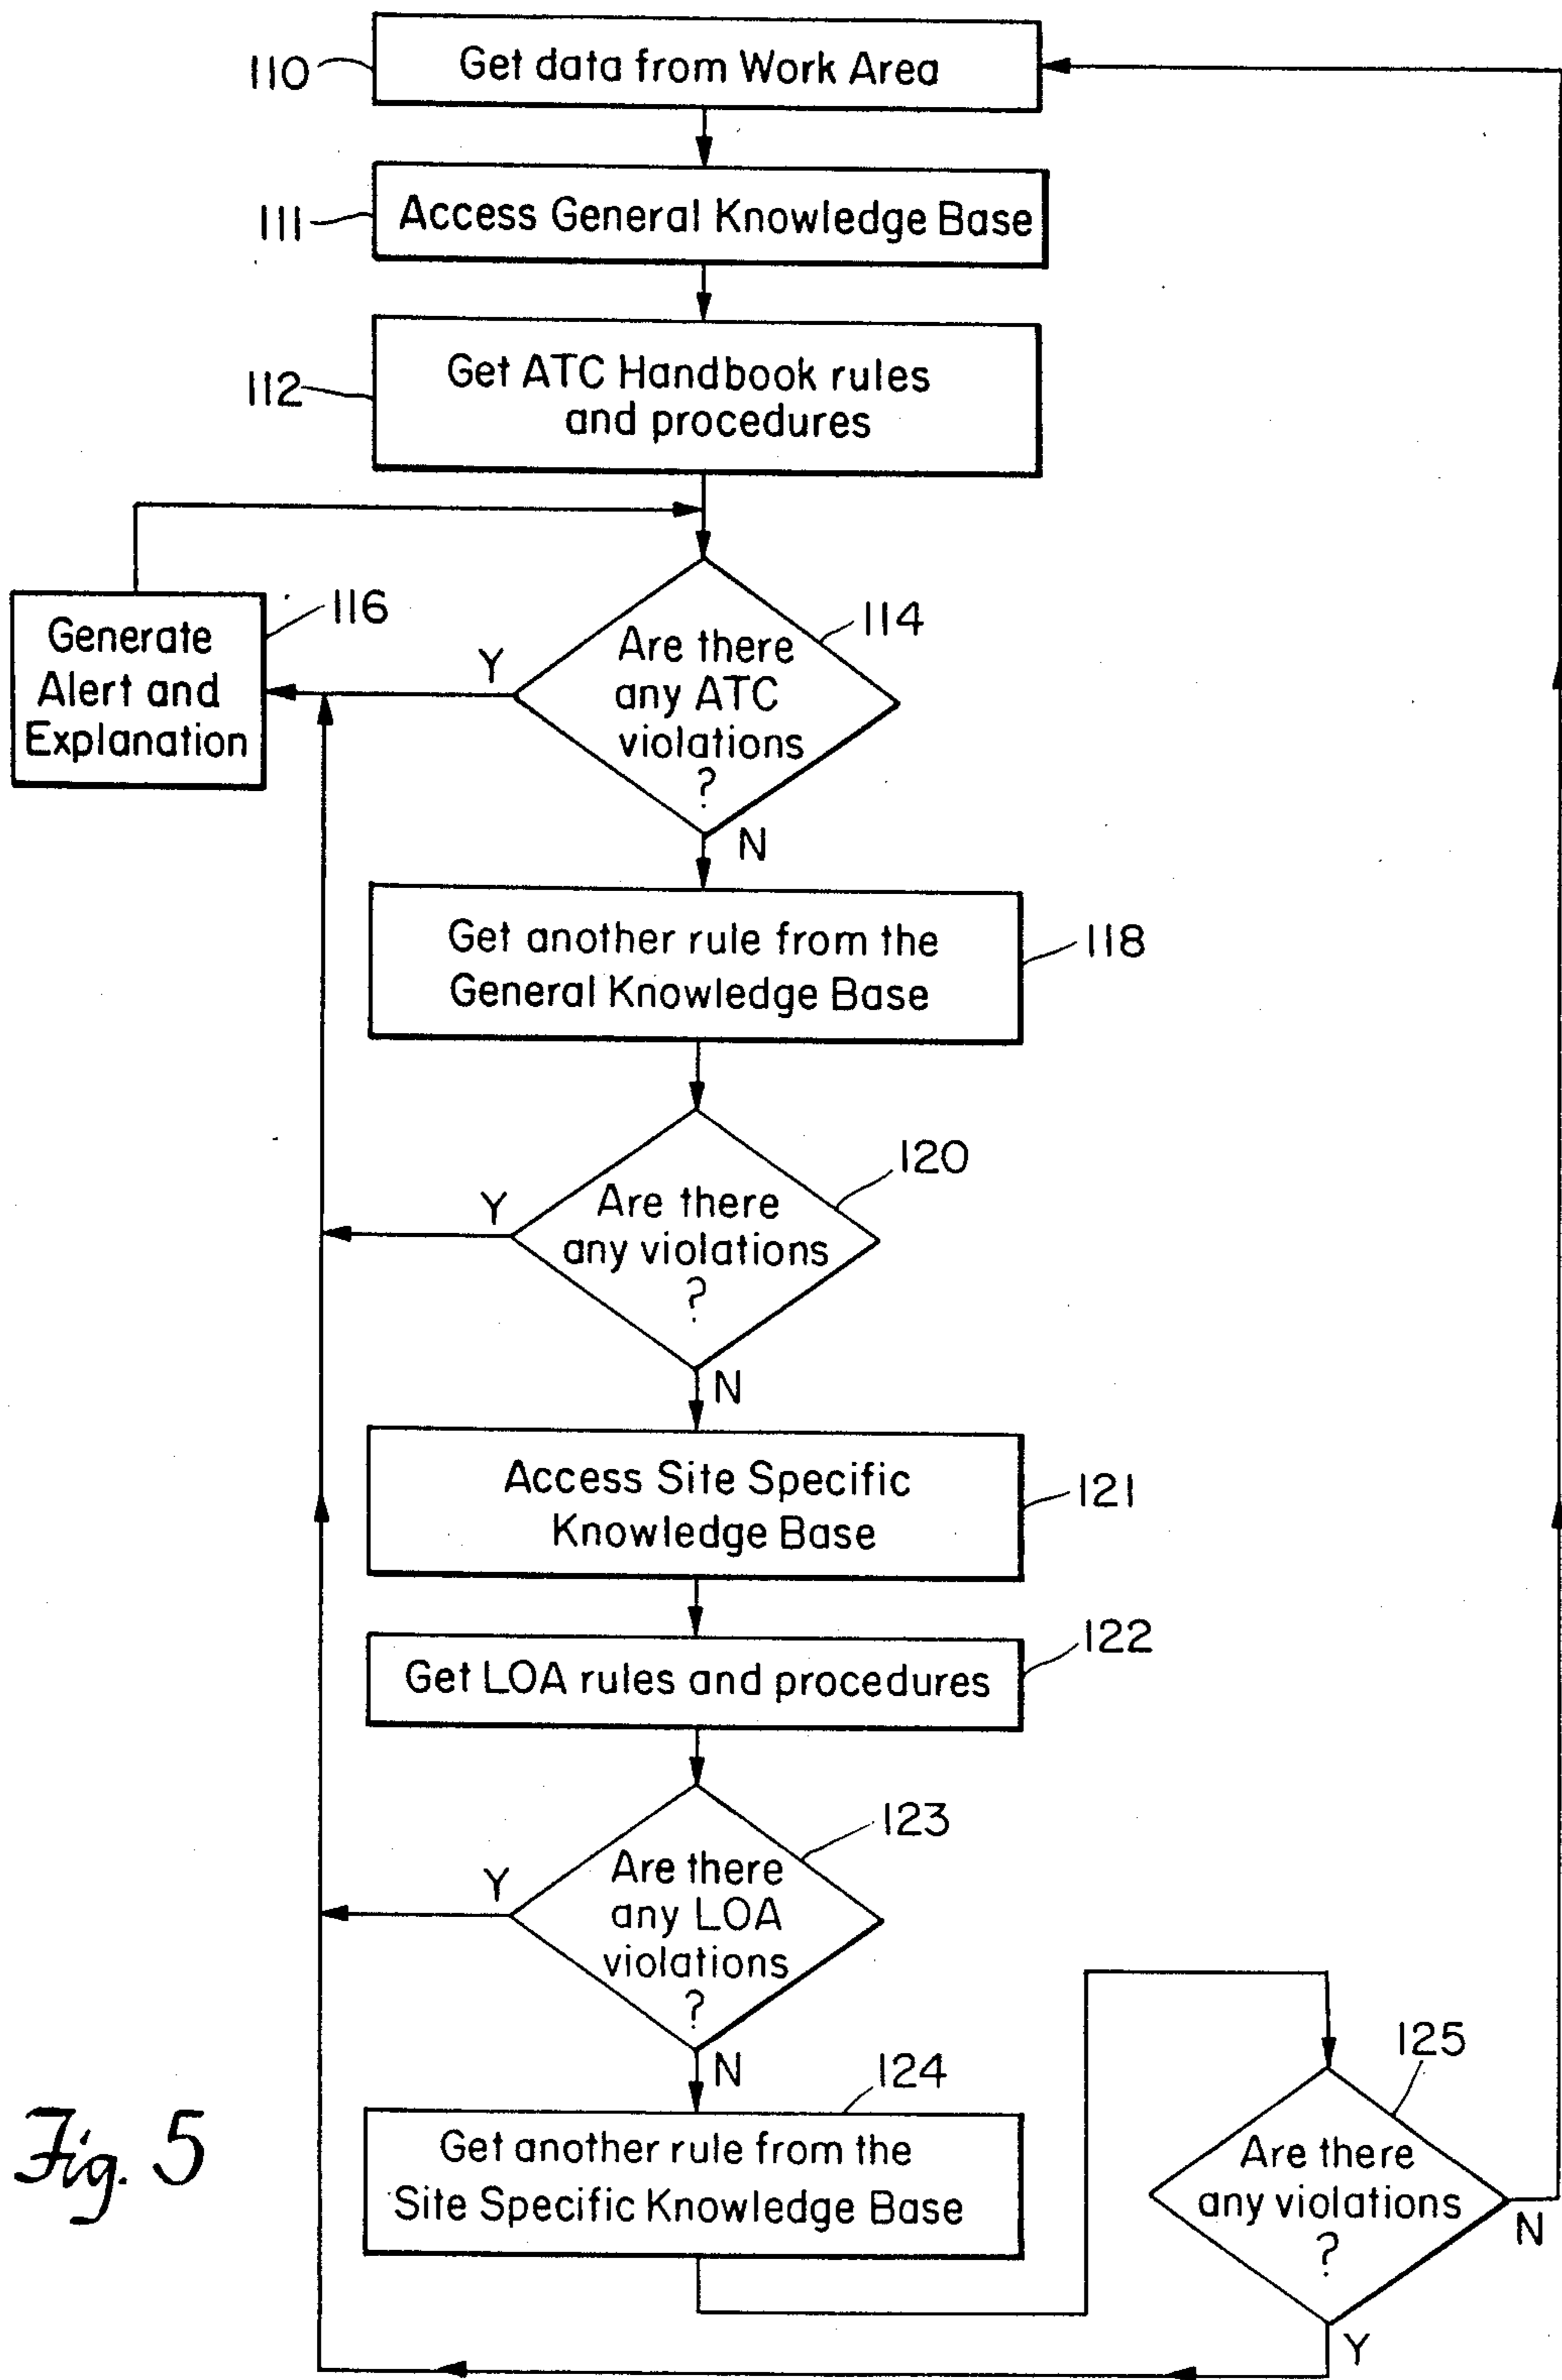 110
Get data from Work Area
111
Access General Knowledge Base
112
Get ATC Handbook rules
and procedures
116
Generate
Alert and
Explanation
114
Y
Are there
any ATC
violations
?
N
Get another rule from the
General Knowledge Base
118
120
Y
Are there
any violations
?
N
Access Site Specific
Knowledge Base
121
122
Get LOA rules and procedures
123
Y
Are there
any LOA
violations
?
N
124
Get another rule from the
Site Specific Knowledge Base
125
Are there
any violations
?
N
Y
Fig. 5